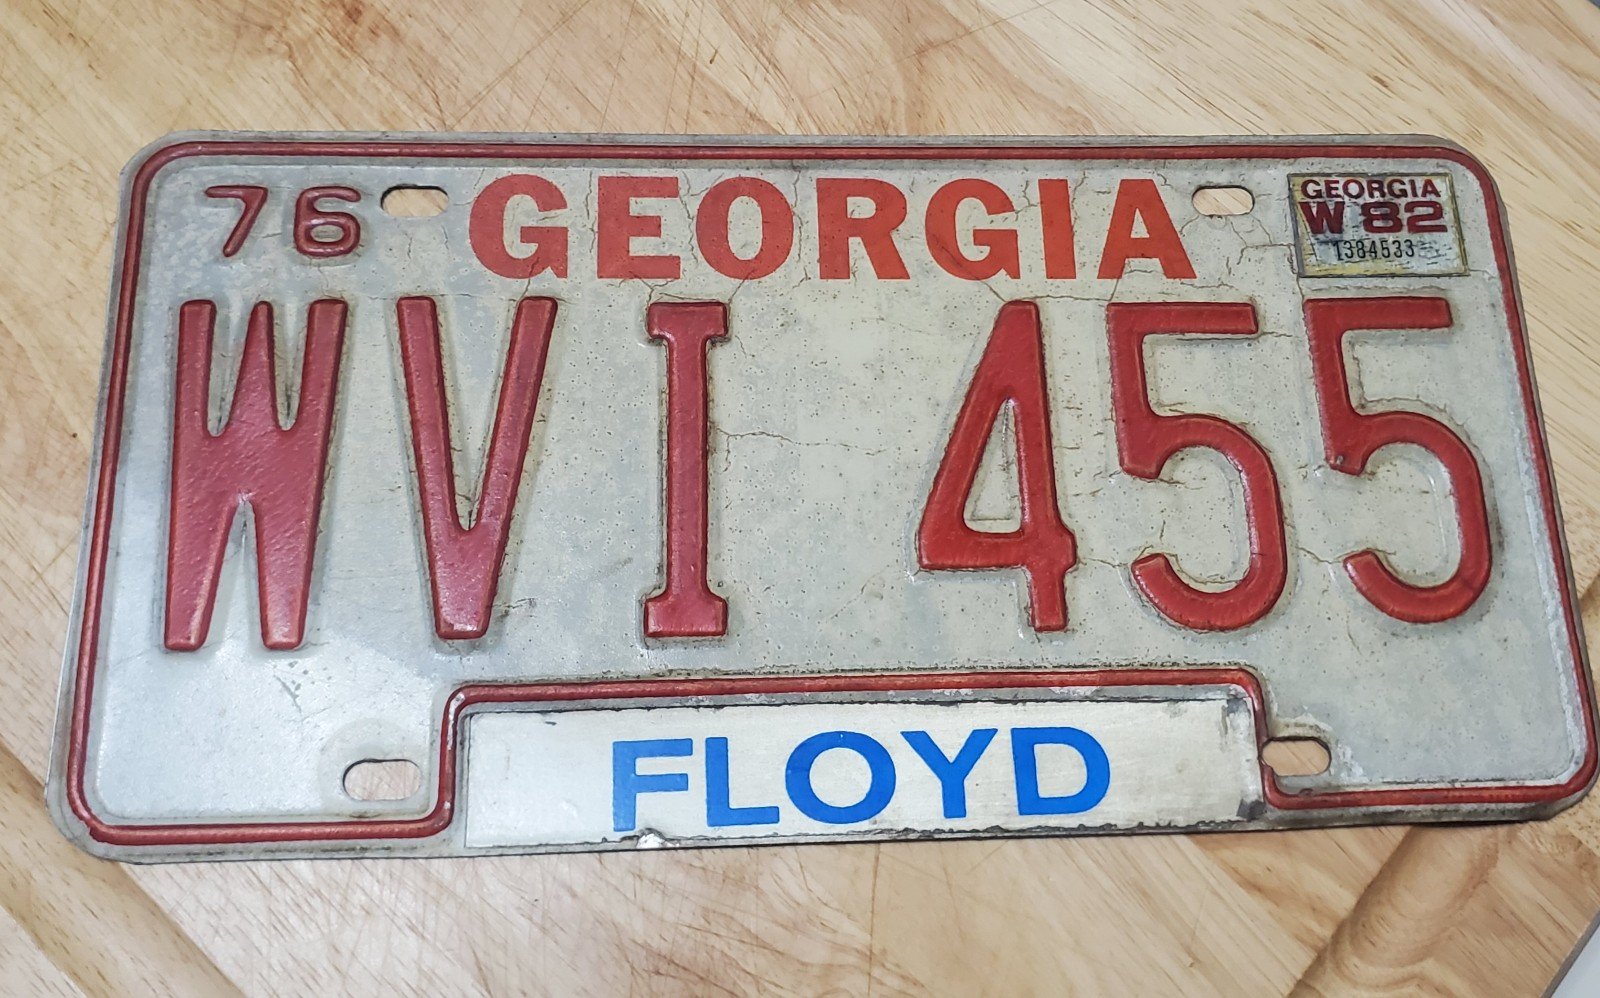 76 GEORGIA
GEORGIA
W 82
1384533
WVI 455
FLOYD